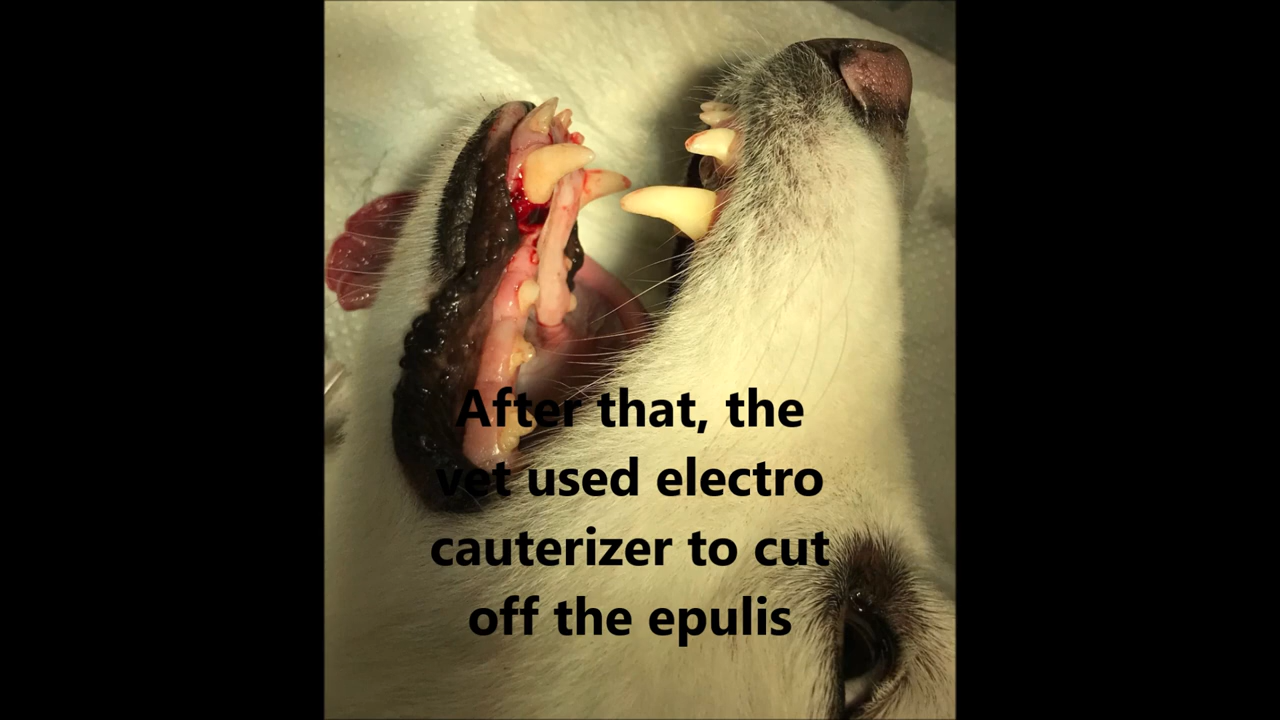 After that, the
vet used electro
cauterizer to cut
off the epulis